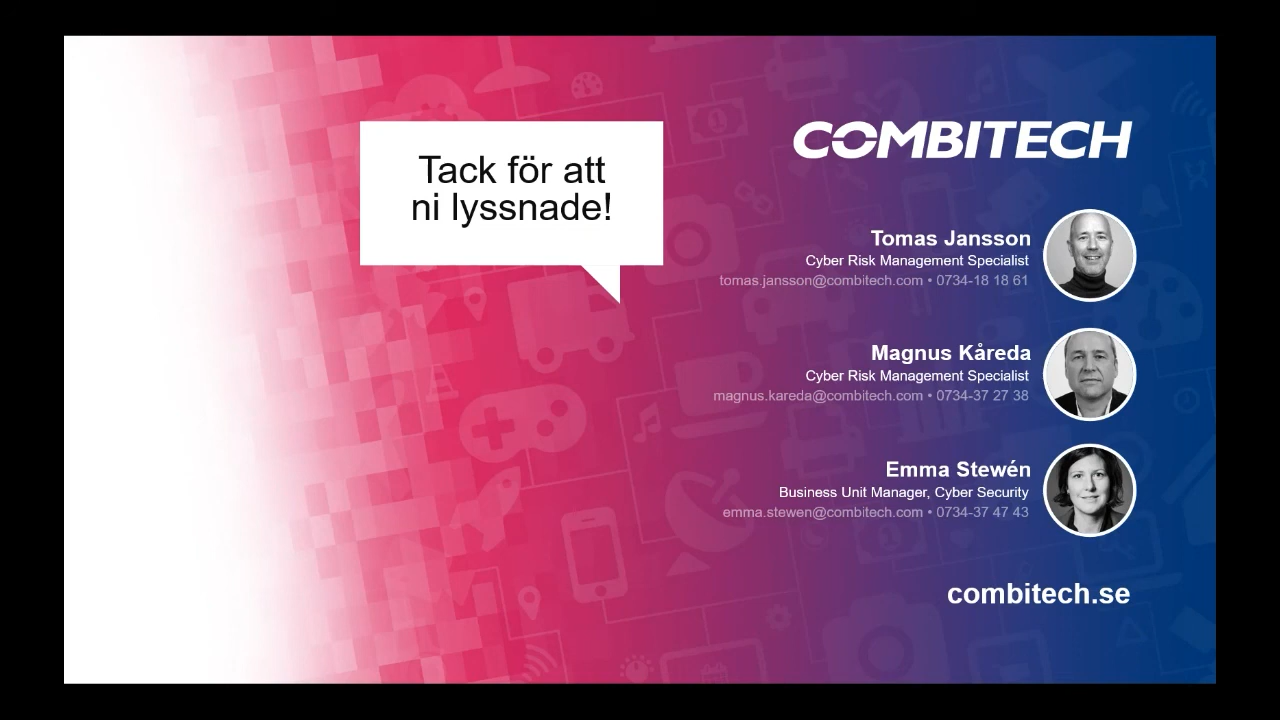 Tack för att
ni lyssnade!
COMBITECH
Tomas Jansson
Cyber Risk Management Specialist
tomas.jansson@combitech.com • 0734-18 18 61
Magnus Kåreda
Cyber Risk Management Specialist
magnus.kareda@combitech.com • 0734-37 27 38
Emma Stewén
Business Unit Manager, Cyber Security
emma.stewen@combitech.com • 0734-37 47 43
combitech.se